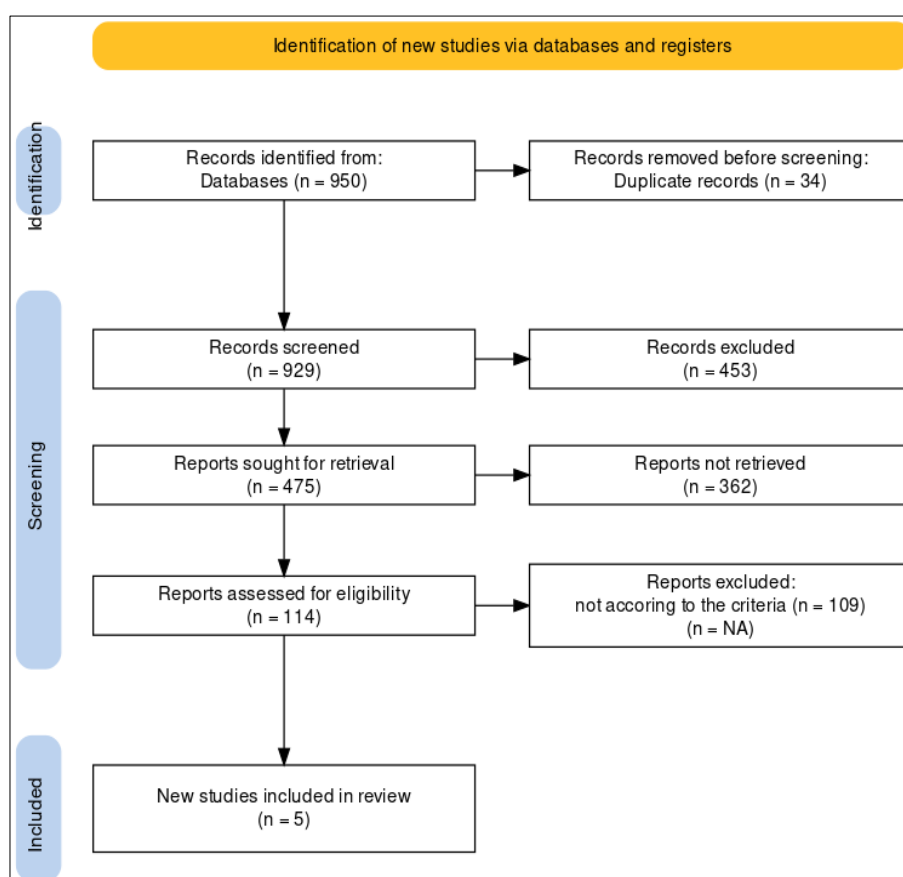 Identification of new studies via databases and registers
Identification
Records identified from:
Databases (n = 950)
Records removed before screening:
Duplicate records (n = 34)
Screening
Records screened
(n = 929)
Records excluded
(n = 453)
Reports sought for retrieval
(n = 475)
Reports not retrieved
(n = 362)
Reports assessed for eligibility
(n = 114)
Reports excluded:
not accoring to the criteria (n = 109)
(n = NA)
Included
New studies included in review
(n = 5)